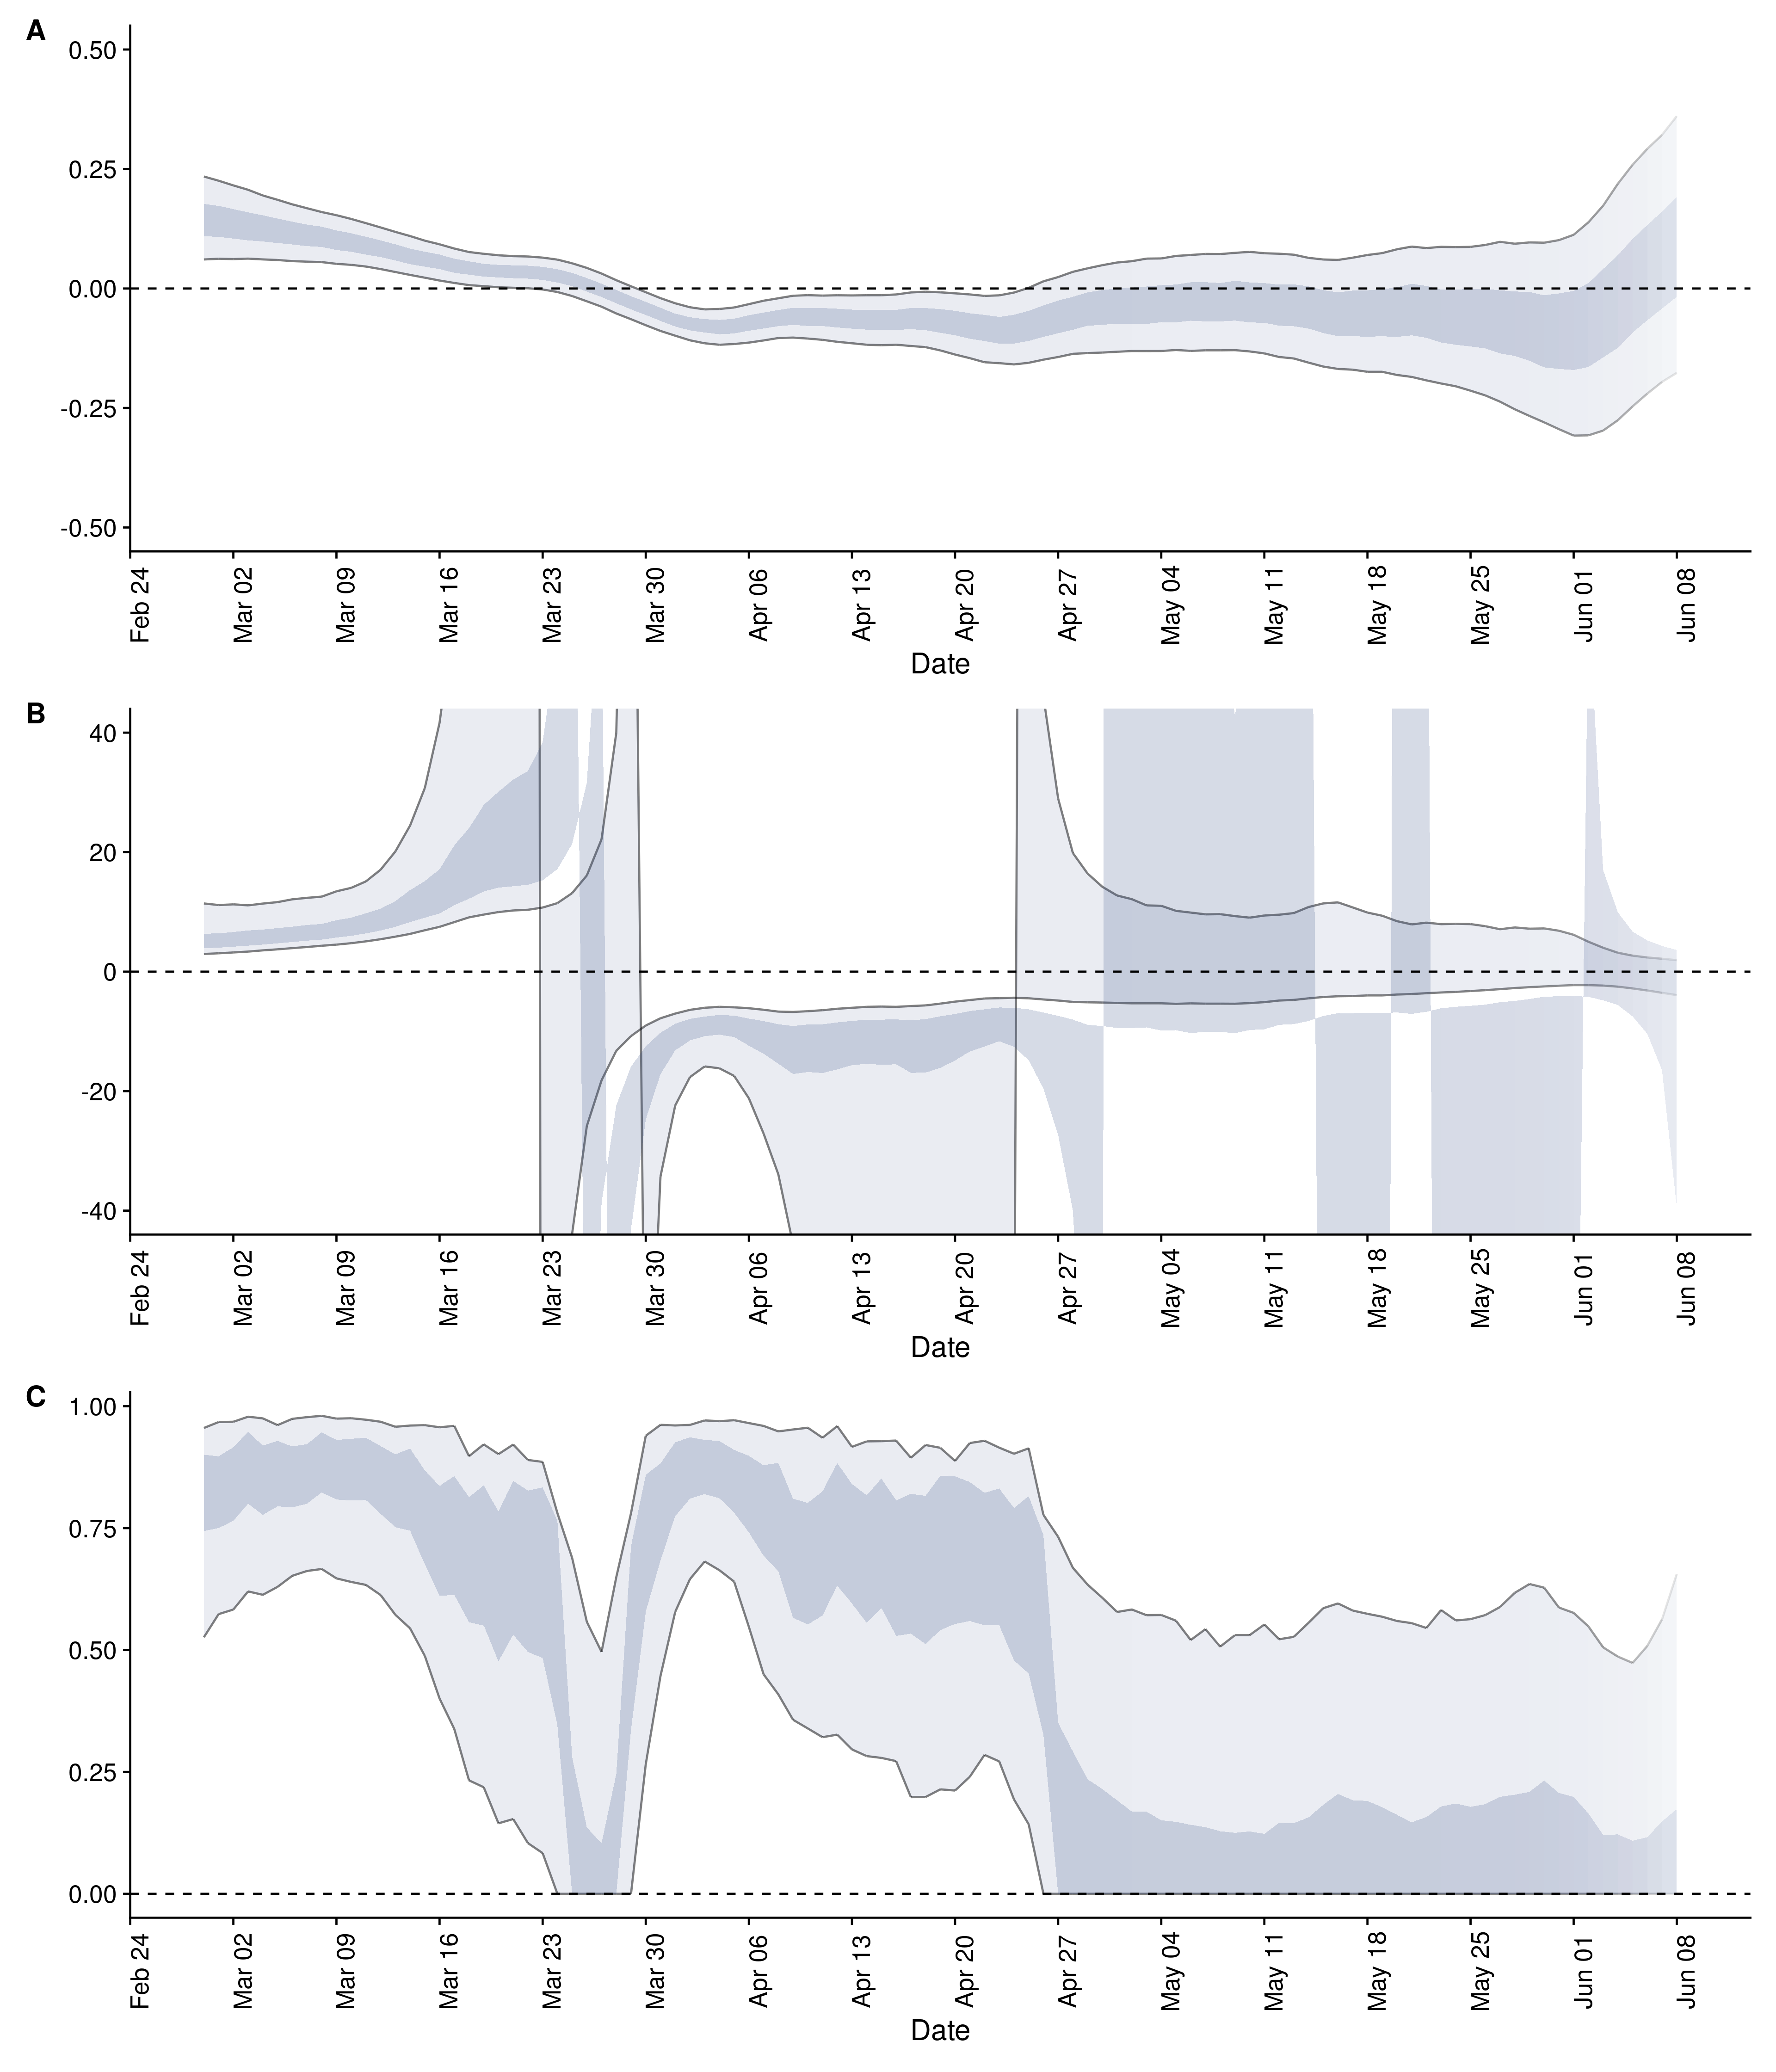 A
0.50
0.25
0.00
-0.25
-0.50
Feb 24
Mar 02
Mar 09
Mar 16
Mar 23
Mar 30
Apr 06
Apr 13
Apr 20
Apr 27
May 04
May 11
May 18
May 25
Jun 01
Jun 08
Date
B
40
20
0
-20
-40
Feb 24
Mar 02
Mar 09
Mar 16
Mar 23
Mar 30
Apr 06
Apr 13
Apr 20
Apr 27
May 04
May 11
May 18
May 25
Jun 01
Jun 08
Date
C
1.00
0.75
0.50
0.25
0.00
Feb 24
Mar 02
Mar 09
Mar 16
Mar 23
Mar 30
Apr 06
Apr 13
Apr 20
Apr 27
May 04
May 11
May 18
May 25
Jun 01
Jun 08
Date